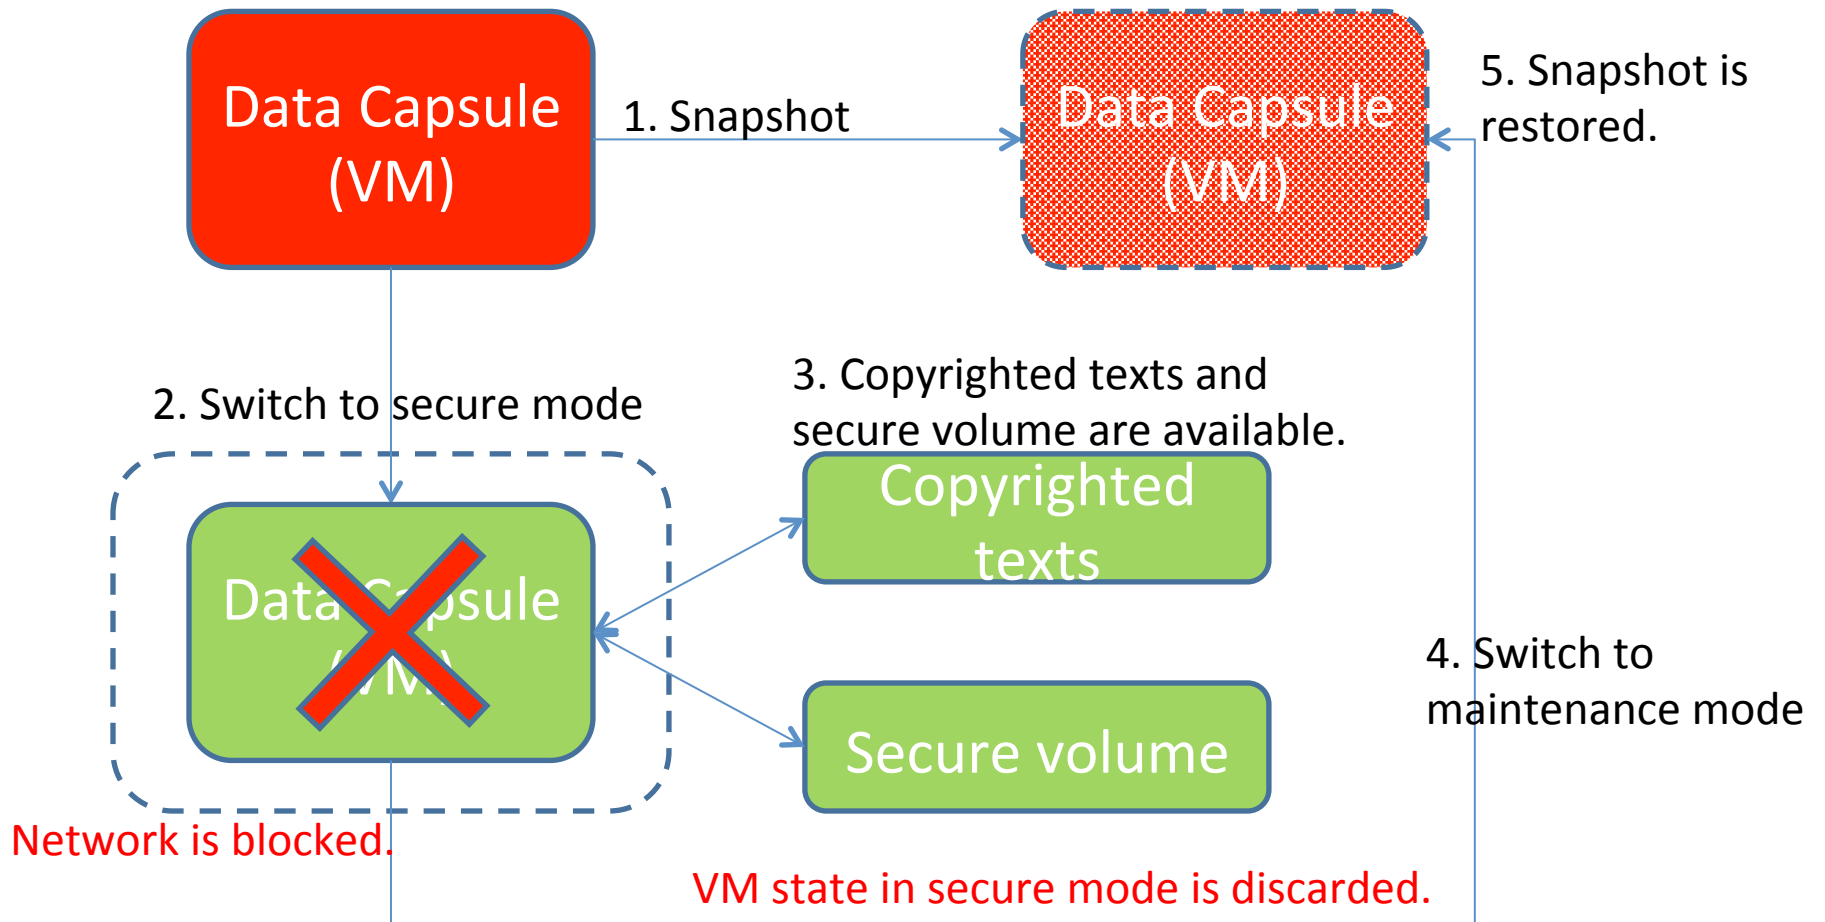 Data Capsule
(VM)
1. Snapshot
Data Capsule
(VM)
5. Snapshot is
restored.
2. Switch to secure mode
3. Copyrighted texts and
secure volume are available.
Data Capsule
(VM)
Copyrighted
texts
Secure volume
4. Switch to
maintenance mode
Network is blocked.
VM state in secure mode is discarded.